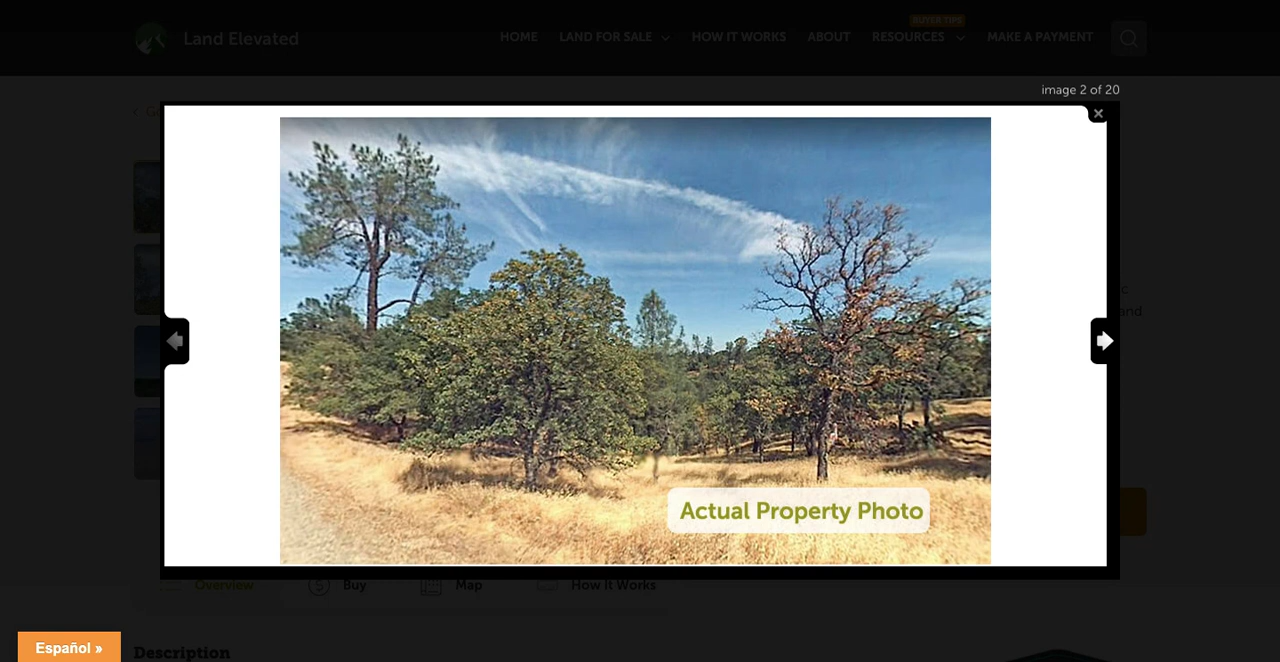 Land Elevated
BUYER TIPS
HOME LAND FOR SALE HOW IT WORKS ABOUT RESOURCES MAKE A PAYMENT
image 2 of 20
Actual Property Photo
Overview Buy Map How It Works
Español »
Description